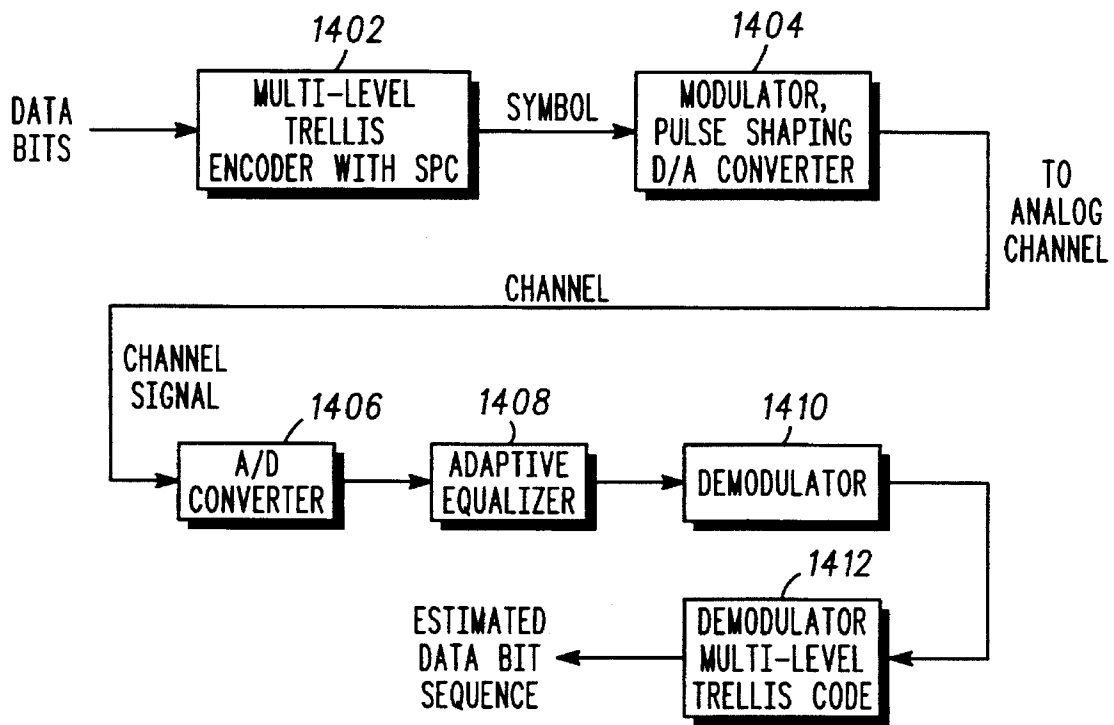 1402
1404
DATA
BITS
MULTI-LEVEL
TRELLIS
ENCODER WITH SPC
SYMBOL
MODULATOR,
PULSE SHAPING
D/A CONVERTER
TO
ANALOG
CHANNEL
CHANNEL
CHANNEL
SIGNAL
1406
1408
1410
A/D
CONVERTER
ADAPTIVE
EQUALIZER
DEMODULATOR
1412
ESTIMATED
DATA BIT
SEQUENCE
DEMODULATOR
MULTI-LEVEL
TRELLIS CODE